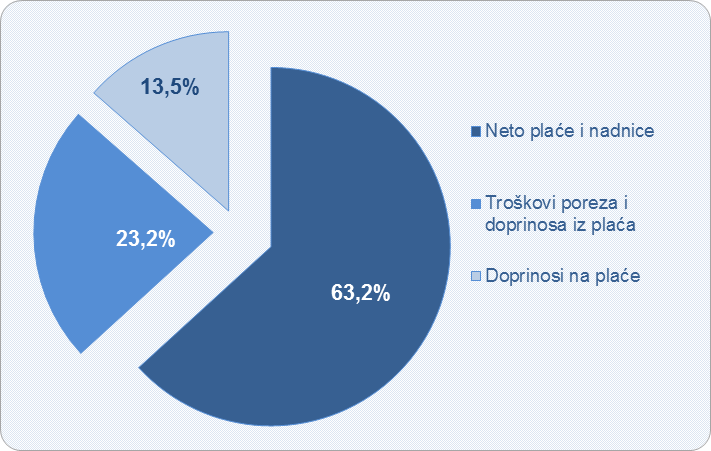 13,5%
23,2%
63,2%
Neto plaće i nadnice
Troškovi poreza i
doprinosa iz plaća
Doprinosi na plaće